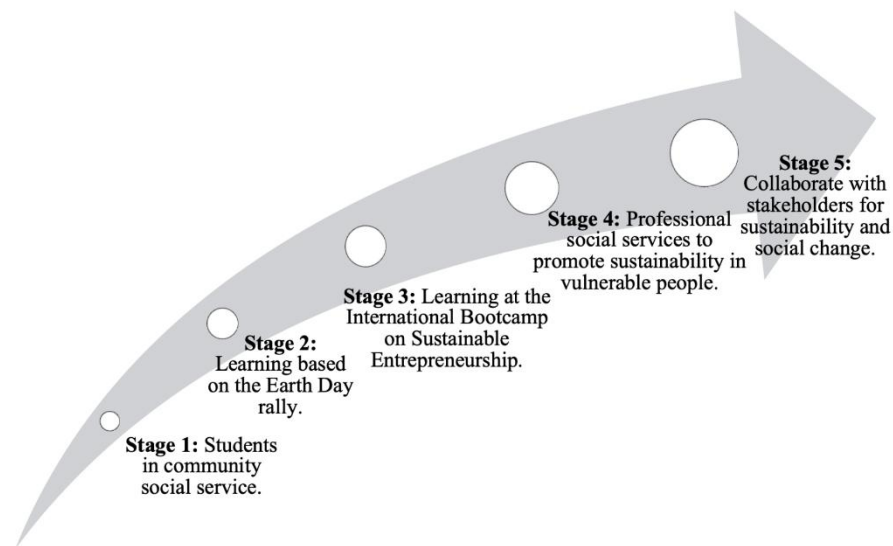 Stage 1: Students
in community
social service.
Stage 2:
Learning based
on the Earth Day
rally.
Stage 3: Learning at the
International Bootcamp
on Sustainable
Entrepreneurship.
Stage 4: Professional
social services to
promote sustainability in
vulnerable people.
Stage 5:
Collaborate with
stakeholders for
sustainability and
social change.